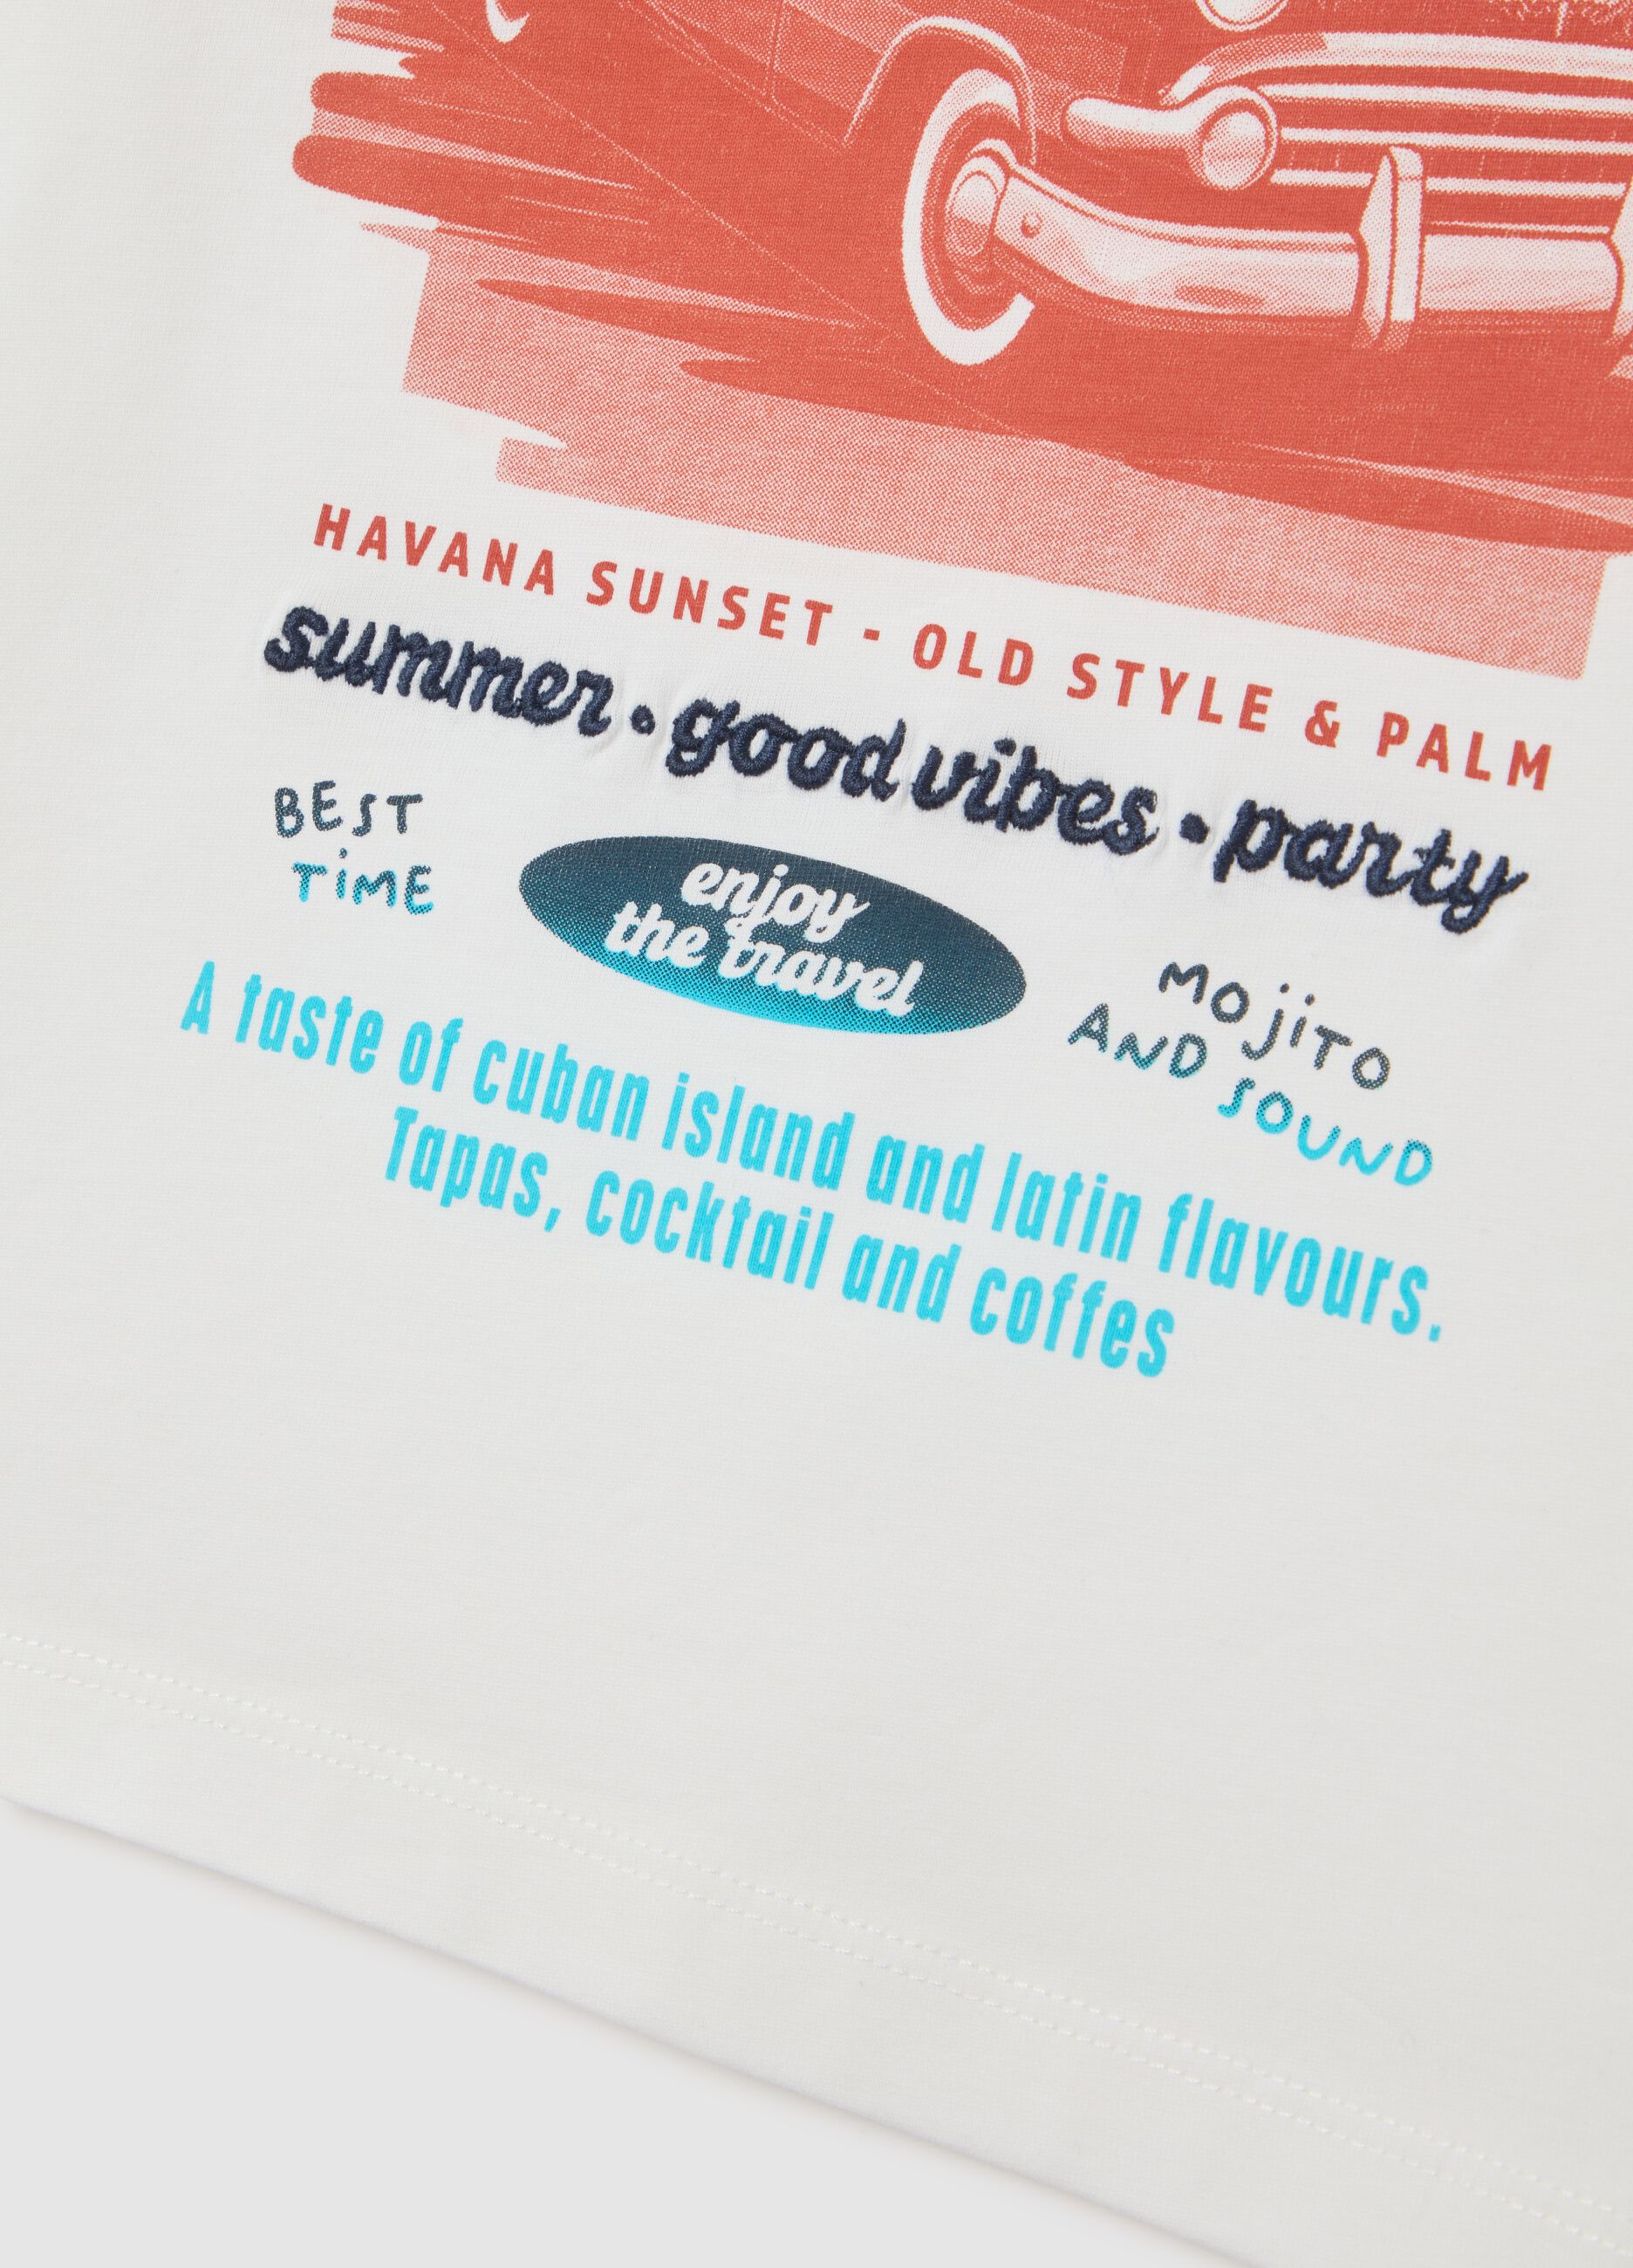 HAVANA SUNSET - OLD STYLE & PALM
summer • good vibes • party
BEST
TiME
enjoy
the travel
MOjiTO
AND SOUND
A taste of cuban island and latin flavours.
Tapas, cocktail and coffes